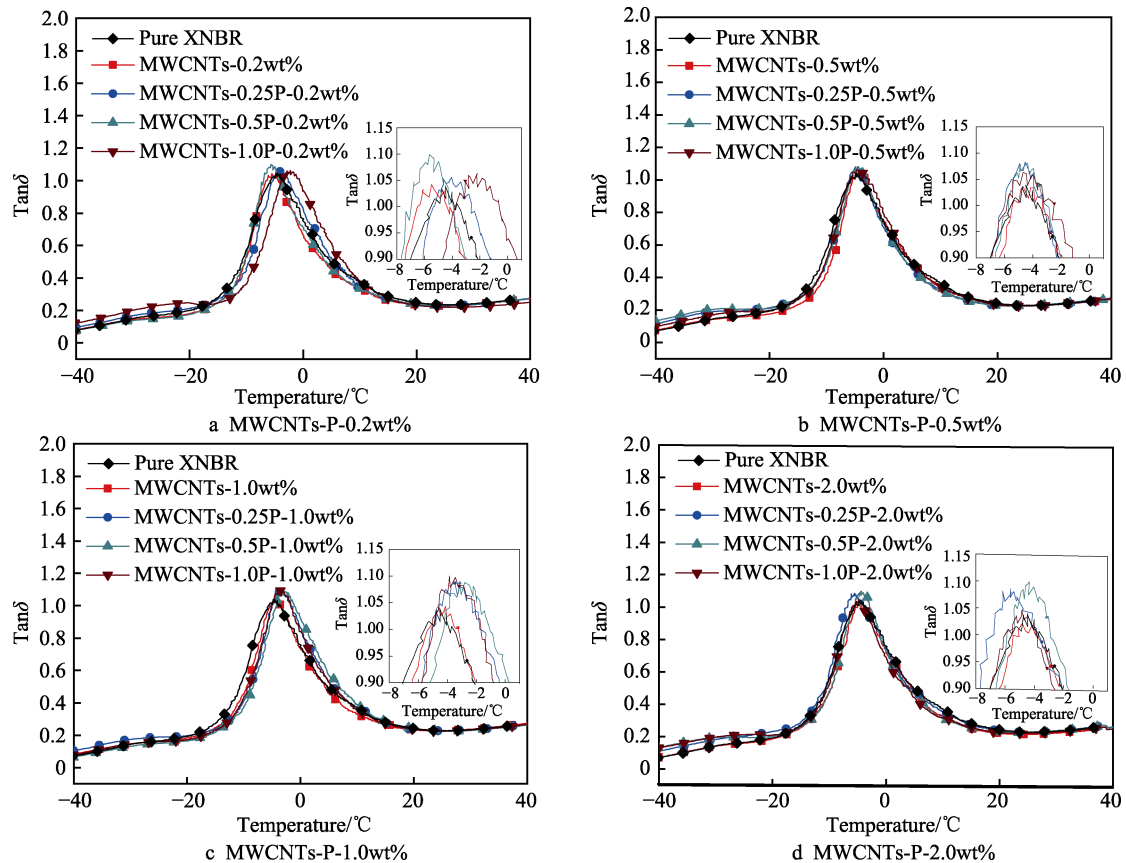 2.0
1.8
1.6
1.4
1.2
1.0
0.8
0.6
0.4
0.2
0
Tanδ
Pure XNBR
MWCNTs-0.2wt%
MWCNTs-0.25P-0.2wt%
MWCNTs-0.5P-0.2wt%
MWCNTs-1.0P-0.2wt%
1.15
1.10
1.05
1.00
0.95
0.90
Tanδ
−8 −6 −4 −2 0
Temperature/℃
−40 −20 0 20 40
Temperature/℃
a MWCNTs-P-0.2wt%
2.0
1.8
1.6
1.4
1.2
1.0
0.8
0.6
0.4
0.2
0
Tanδ
Pure XNBR
MWCNTs-0.5wt%
MWCNTs-0.25P-0.5wt%
MWCNTs-0.5P-0.5wt%
MWCNTs-1.0P-0.5wt%
1.15
1.10
1.05
1.00
0.95
0.90
Tanδ
−8 −6 −4 −2 0
Temperature/℃
−40 −20 0 20 40
Temperature/℃
b MWCNTs-P-0.5wt%
2.0
1.8
1.6
1.4
1.2
1.0
0.8
0.6
0.4
0.2
0
Tanδ
Pure XNBR
MWCNTs-1.0wt%
MWCNTs-0.25P-1.0wt%
MWCNTs-0.5P-1.0wt%
MWCNTs-1.0P-1.0wt%
1.15
1.10
1.05
1.00
0.95
0.90
Tanδ
−8 −6 −4 −2 0
Temperature/℃
−40 −20 0 20 40
Temperature/℃
c MWCNTs-P-1.0wt%
2.0
1.8
1.6
1.4
1.2
1.0
0.8
0.6
0.4
0.2
0
Tanδ
Pure XNBR
MWCNTs-2.0wt%
MWCNTs-0.25P-2.0wt%
MWCNTs-0.5P-2.0wt%
MWCNTs-1.0P-2.0wt%
1.15
1.10
1.05
1.00
0.95
0.90
Tanδ
−8 −6 −4 −2 0
Temperature/℃
−40 −20 0 20 40
Temperature/℃
d MWCNTs-P-2.0wt%